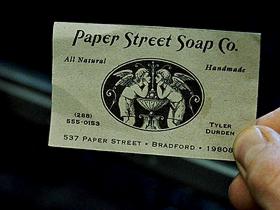 Paper Street Soap Co.
All Natural
Handmade
(288)
555-0153
Tyler
Durden
537 Paper Street • Bradford • 19808